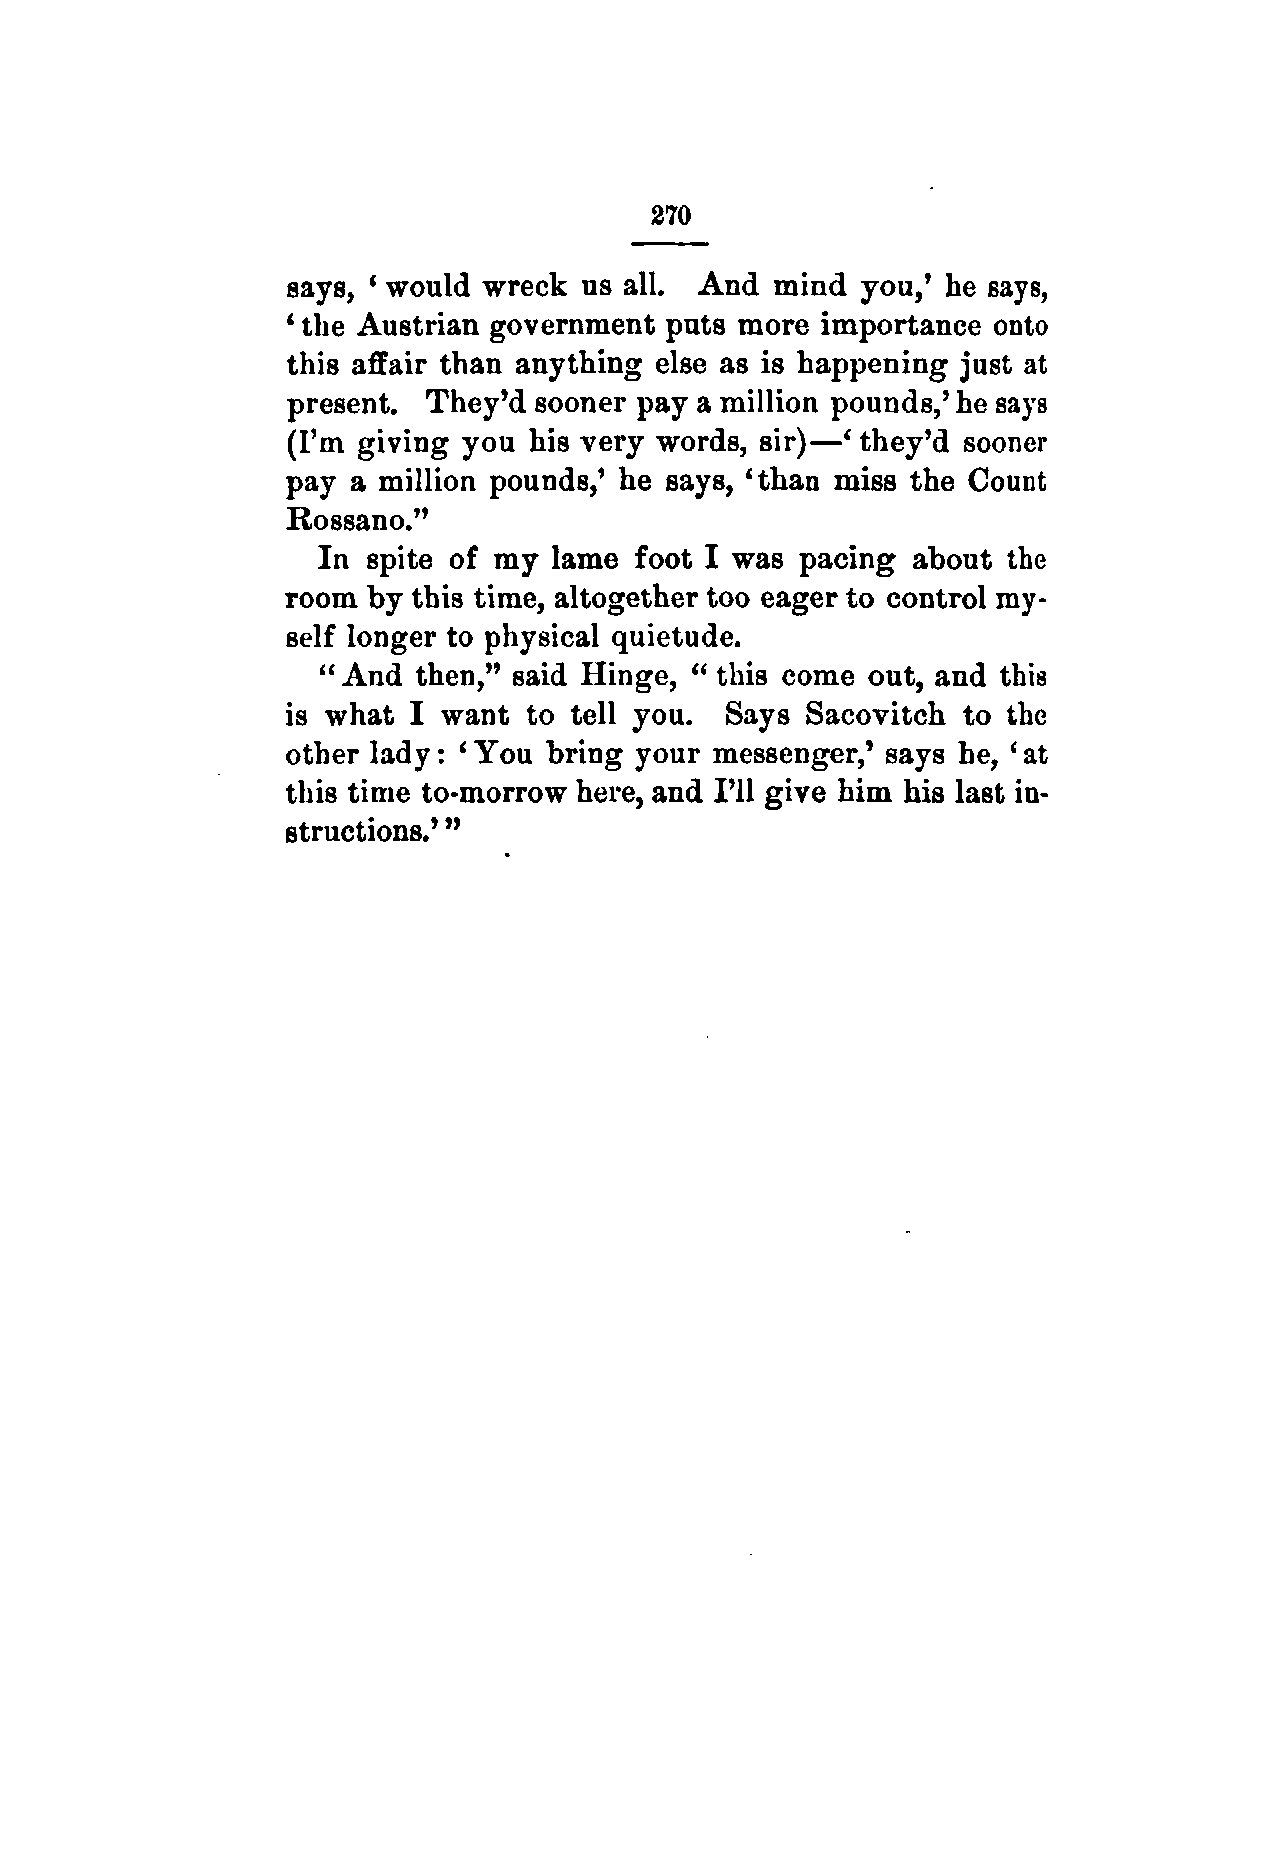 270
says, ‘ would wreck us all. And mind you,’ he says,
‘ the Austrian government puts more importance onto
this affair than anything else as is happening just at
present. They’d sooner pay a million pounds,’ he says
(I’m giving you his very words, sir)—‘ they’d sooner
pay a million pounds,’ he says, ‘than miss the Count
Rossano.”
In spite of my lame foot I was pacing about the
room by this time, altogether too eager to control my-
self longer to physical quietude.
“ And then,” said Hinge, “ this come out, and this
is what I want to tell you. Says Sacovitch to the
other lady : ‘ You bring your messenger,’ says he, ‘ at
this time to-morrow here, and I’ll give him his last in-
structions.’ ”